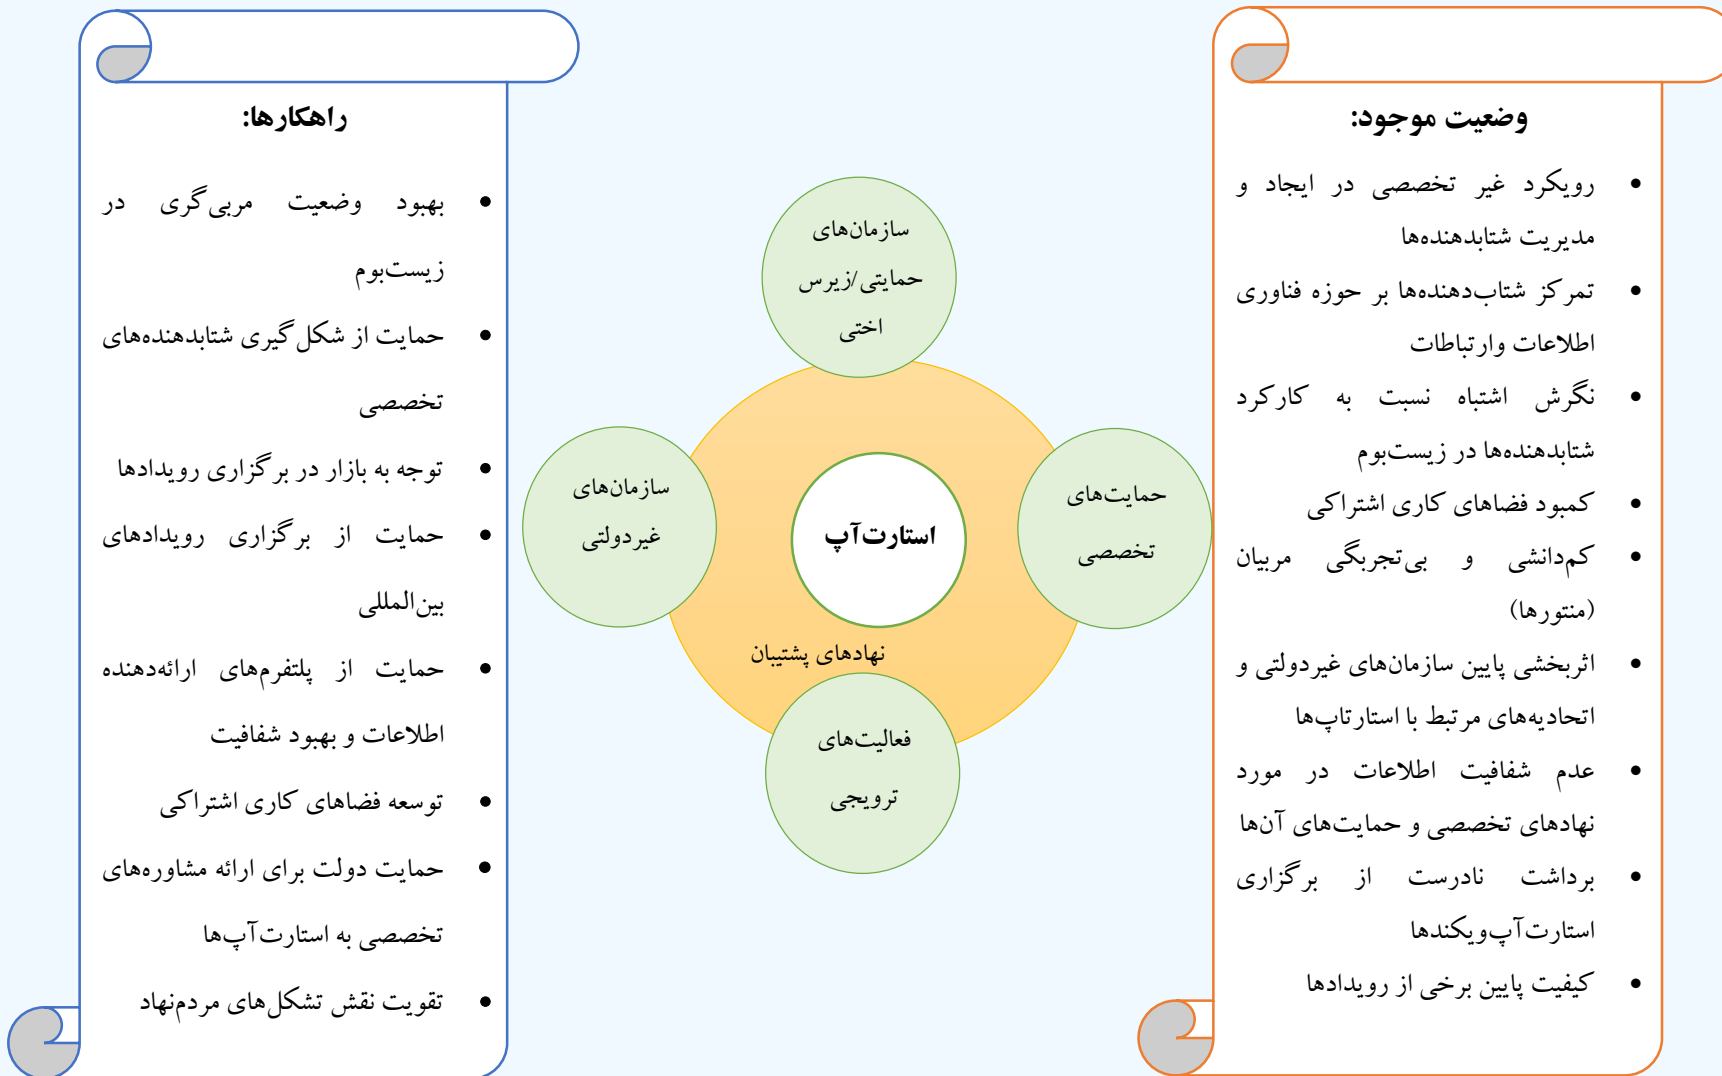 وضعیت موجود:
• رویکرد غیر تخصصی در ایجاد و
مدیریت شتابدهنده‌ها
• تمرکز شتاب‌دهنده‌ها بر حوزه فناوری
اطلاعات وارتباطات
• نگرش اشتباه نسبت به کارکرد
شتابدهنده‌ها در زیست‌بوم
• کمبود فضاهای کاری اشتراکی
• کم‌دانشی و بی‌تجربگی مربیان
(منتورها)
• اثربخشی پایین سازمان‌های غیردولتی و
اتحادیه‌های مرتبط با استارتاپ‌ها
• عدم شفافیت اطلاعات در مورد
نهادهای تخصصی و حمایت‌های آن‌ها
• برداشت نادرست از برگزاری
استارت‌آپ‌ویکندها
• کیفیت پایین برخی از رویدادها
سازمان‌های
حمایتی/زیرس
اختی
حمایت‌های
تخصصی
استارت‌آپ
سازمان‌های
غیردولتی
نهادهای پشتیبان
فعالیت‌های
ترویجی
راهکارها:
• بهبود وضعیت مربی‌گری در
زیست‌بوم
• حمایت از شکل‌گیری شتابدهنده‌های
تخصصی
• توجه به بازار در برگزاری رویدادها
• حمایت از برگزاری رویدادهای
بین‌المللی
• حمایت از پلتفرم‌های ارائه‌دهنده
اطلاعات و بهبود شفافیت
• توسعه فضاهای کاری اشتراکی
• حمایت دولت برای ارائه مشاوره‌های
تخصصی به استارت‌آپ‌ها
• تقویت نقش تشکل‌های مردم‌نهاد